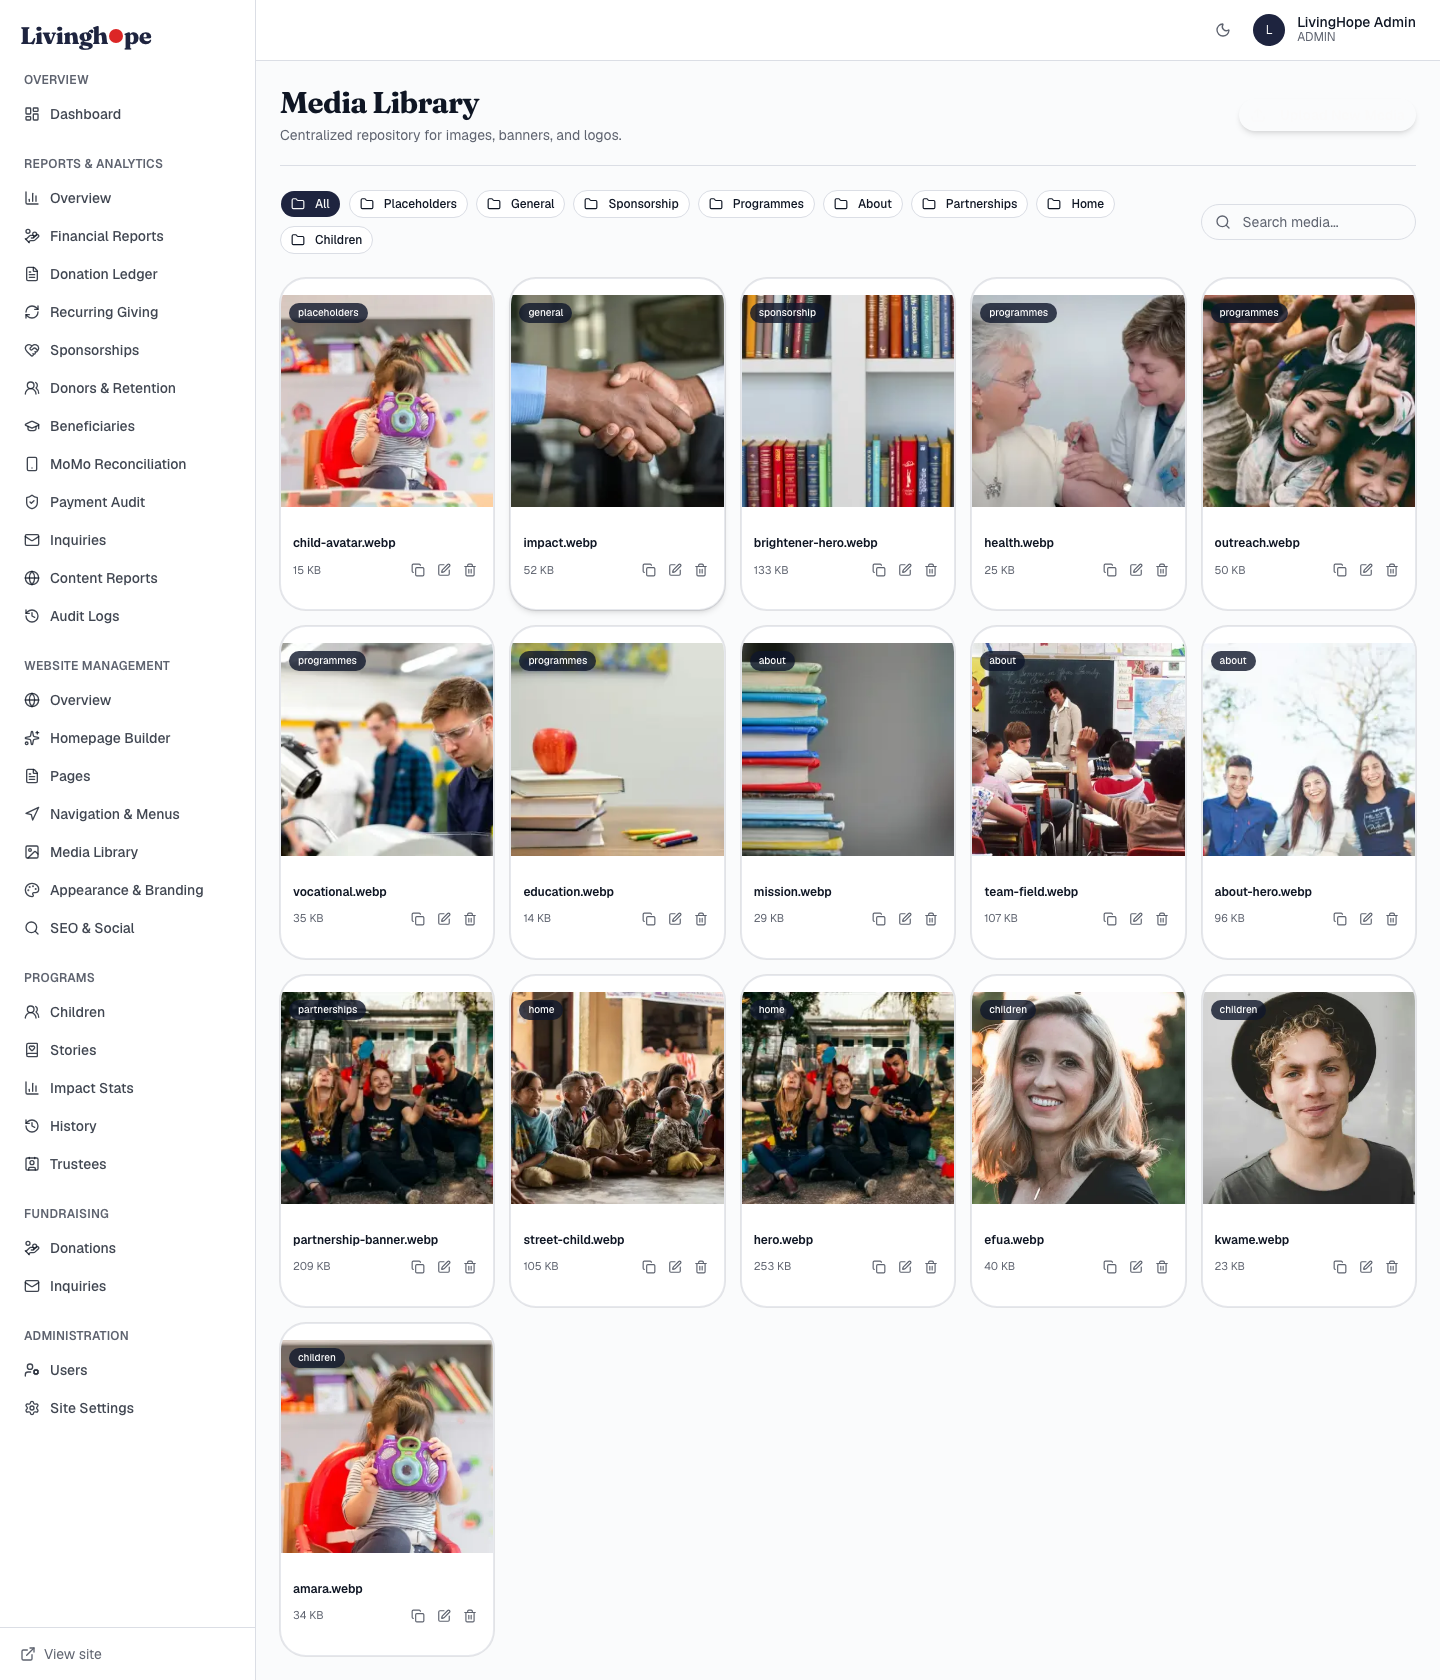 Livinghope
OVERVIEW
Dashboard
REPORTS & ANALYTICS
Overview
Financial Reports
Donation Ledger
Recurring Giving
Sponsorships
Donors & Retention
Beneficiaries
MoMo Reconciliation
Payment Audit
Inquiries
Content Reports
Audit Logs
WEBSITE MANAGEMENT
Overview
Homepage Builder
Pages
Navigation & Menus
Media Library
Appearance & Branding
SEO & Social
PROGRAMS
Children
Stories
Impact Stats
History
Trustees
FUNDRAISING
Donations
Inquiries
ADMINISTRATION
Users
Site Settings
View site
L
LivingHope Admin
ADMIN
Media Library
Centralized repository for images, banners, and logos.
All Placeholders General Sponsorship Programmes About Partnerships Home
Children
Search media...
placeholders general sponsorship programmes programmes
child-avatar.webp impact.webp brightener-hero.webp health.webp outreach.webp
15 KB 52 KB 133 KB 25 KB 50 KB
programmes programmes about about about
vocational.webp education.webp mission.webp team-field.webp about-hero.webp
35 KB 14 KB 29 KB 107 KB 96 KB
partnerships home home children children
partnership-banner.webp street-child.webp hero.webp efua.webp kwame.webp
209 KB 105 KB 253 KB 40 KB 23 KB
children
amara.webp
34 KB